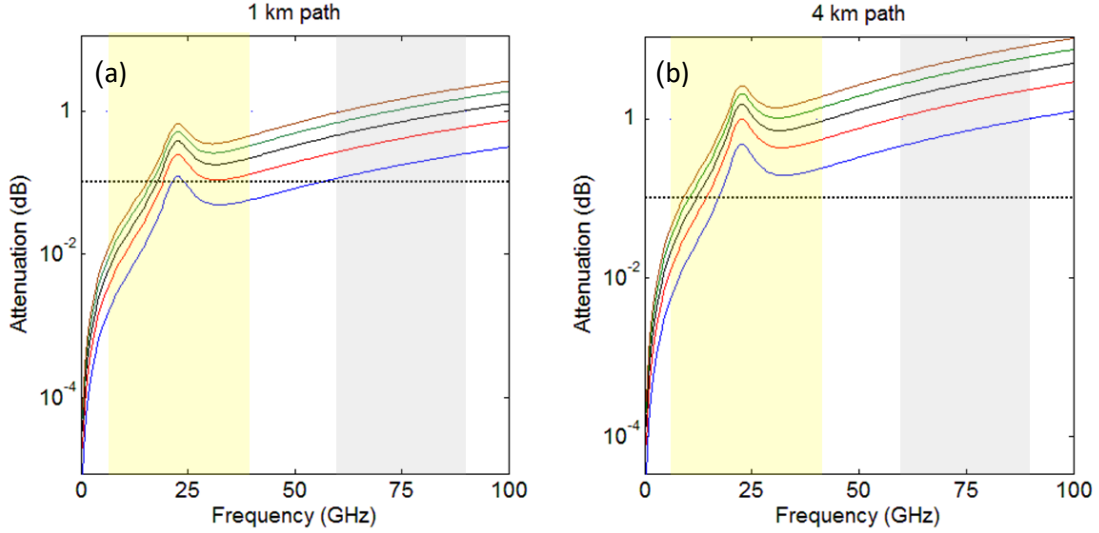 1 km path
(a)
1
10^-2
10^-4
Attenuation (dB)
0 25 50 75 100
Frequency (GHz)
4 km path
(b)
1
10^-2
10^-4
Attenuation (dB)
0 25 50 75 100
Frequency (GHz)